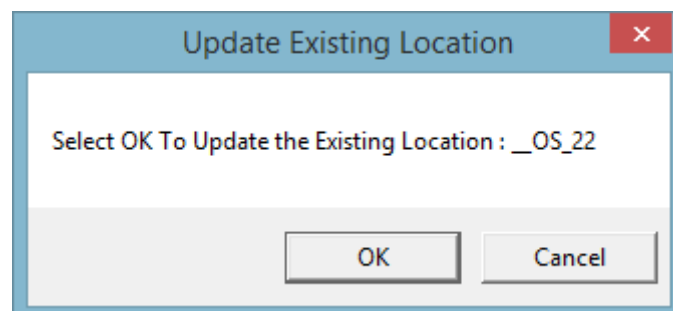 Update Existing Location
Select OK To Update the Existing Location : __OS_22
OK
Cancel